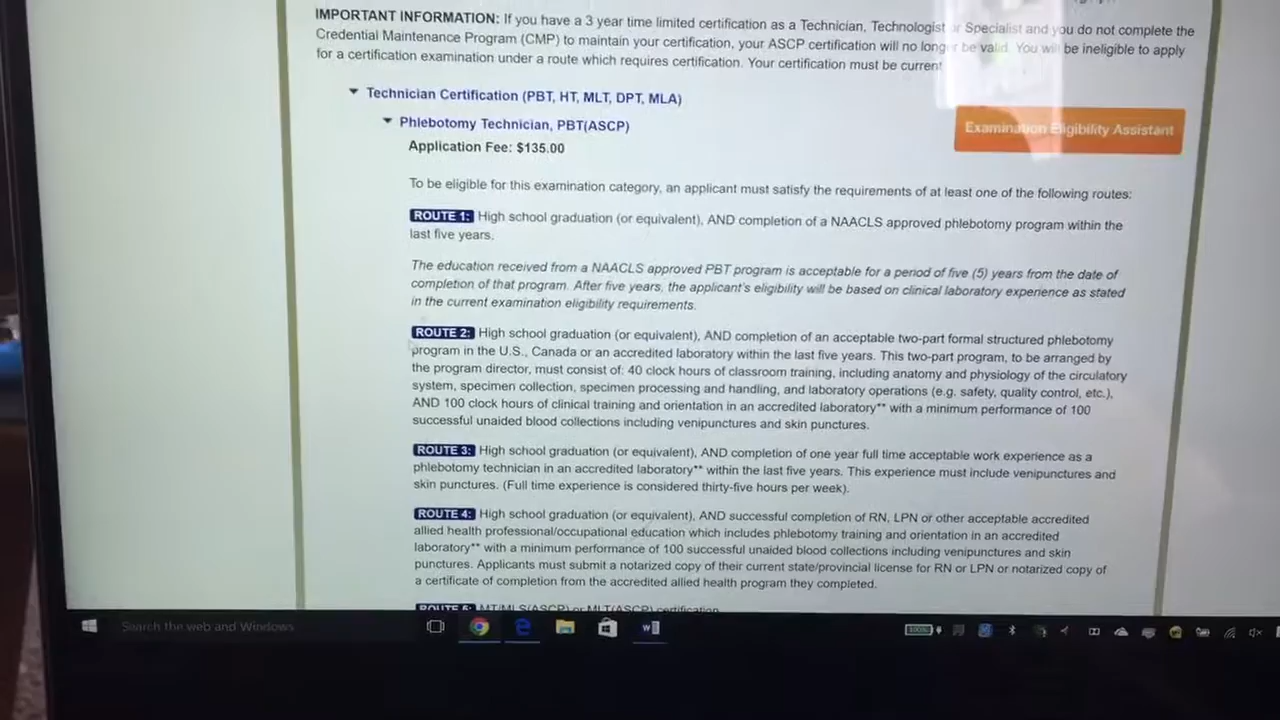 IMPORTANT INFORMATION: If you have a 3 year time limited certification as a Technician, Technologist or Specialist and you do not complete the
Credential Maintenance Program (CMP) to maintain your certification, your ASCP certification will no longer be valid. You will be ineligible to apply
for a certification examination under a route which requires certification. Your certification must be current
Technician Certification (PBT, HT, MLT, DPT, MLA)
Phlebotomy Technician, PBT(ASCP)
Examination Eligibility Assistant
Application Fee: $135.00
To be eligible for this examination category, an applicant must satisfy the requirements of at least one of the following routes:
ROUTE 1: High school graduation (or equivalent), AND completion of a NAACLS approved phlebotomy program within the
last five years.
The education received from a NAACLS approved PBT program is acceptable for a period of five (5) years from the date of
completion of that program. After five years, the applicant's eligibility will be based on clinical laboratory experience as stated
in the current examination eligibility requirements.
ROUTE 2: High school graduation (or equivalent), AND completion of an acceptable two-part formal structured phlebotomy
program in the U.S., Canada or an accredited laboratory within the last five years. This two-part program, to be arranged by
the program director, must consist of: 40 clock hours of classroom training, including anatomy and physiology of the circulatory
system, specimen collection, specimen processing and handling, and laboratory operations (e.g. safety, quality control, etc.),
AND 100 clock hours of clinical training and orientation in an accredited laboratory** with a minimum performance of 100
successful unaided blood collections including venipunctures and skin punctures.
ROUTE 3: High school graduation (or equivalent), AND completion of one year full time acceptable work experience as a
phlebotomy technician in an accredited laboratory** within the last five years. This experience must include venipunctures and
skin punctures. (Full time experience is considered thirty-five hours per week).
ROUTE 4: High school graduation (or equivalent), AND successful completion of RN, LPN or other acceptable accredited
allied health professional/occupational education which includes phlebotomy training and orientation in an accredited
laboratory** with a minimum performance of 100 successful unaided blood collections including venipunctures and skin
punctures. Applicants must submit a notarized copy of their current state/provincial license for RN or LPN or notarized copy of
a certificate of completion from the accredited allied health program they completed.
ROUTE 5: MT/MLS(ASCP) or MLT(ASCP) certification
Search the web and Windows
100%